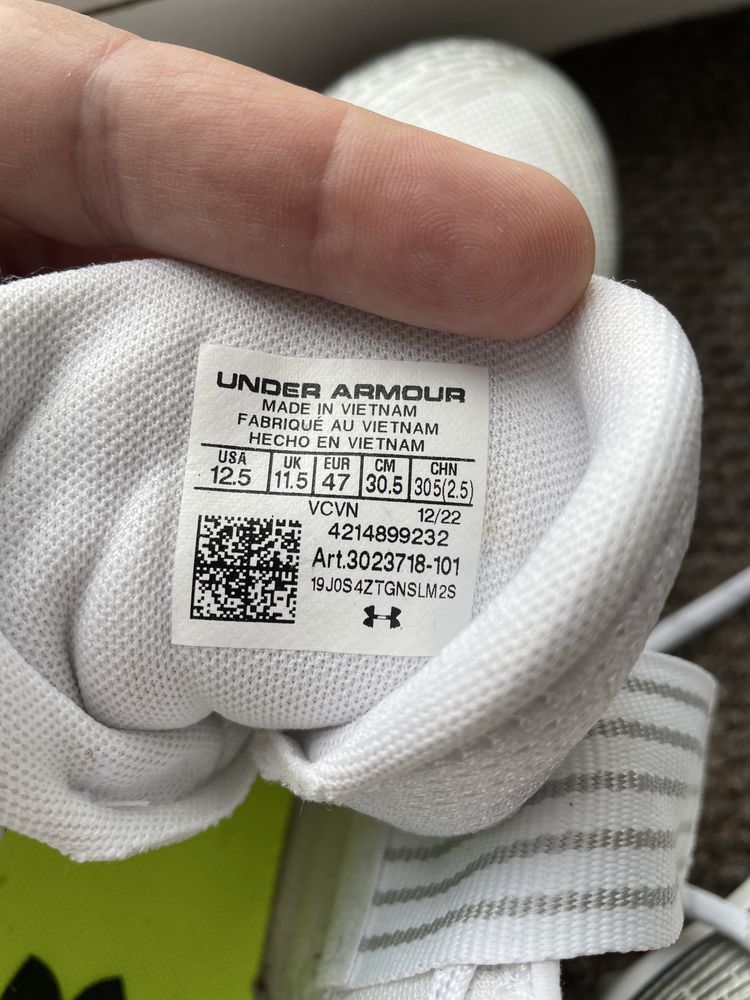 UNDER ARMOUR
MADE IN VIETNAM
FABRIQUÉ AU VIETNAM
HECHO EN VIETNAM
USA UK EUR CM CHN
12.5 11.5 47 30.5 305(2.5)
VCVN 12/22
4214899232
Art.3023718-101
19J0S4ZTGNSLM2S